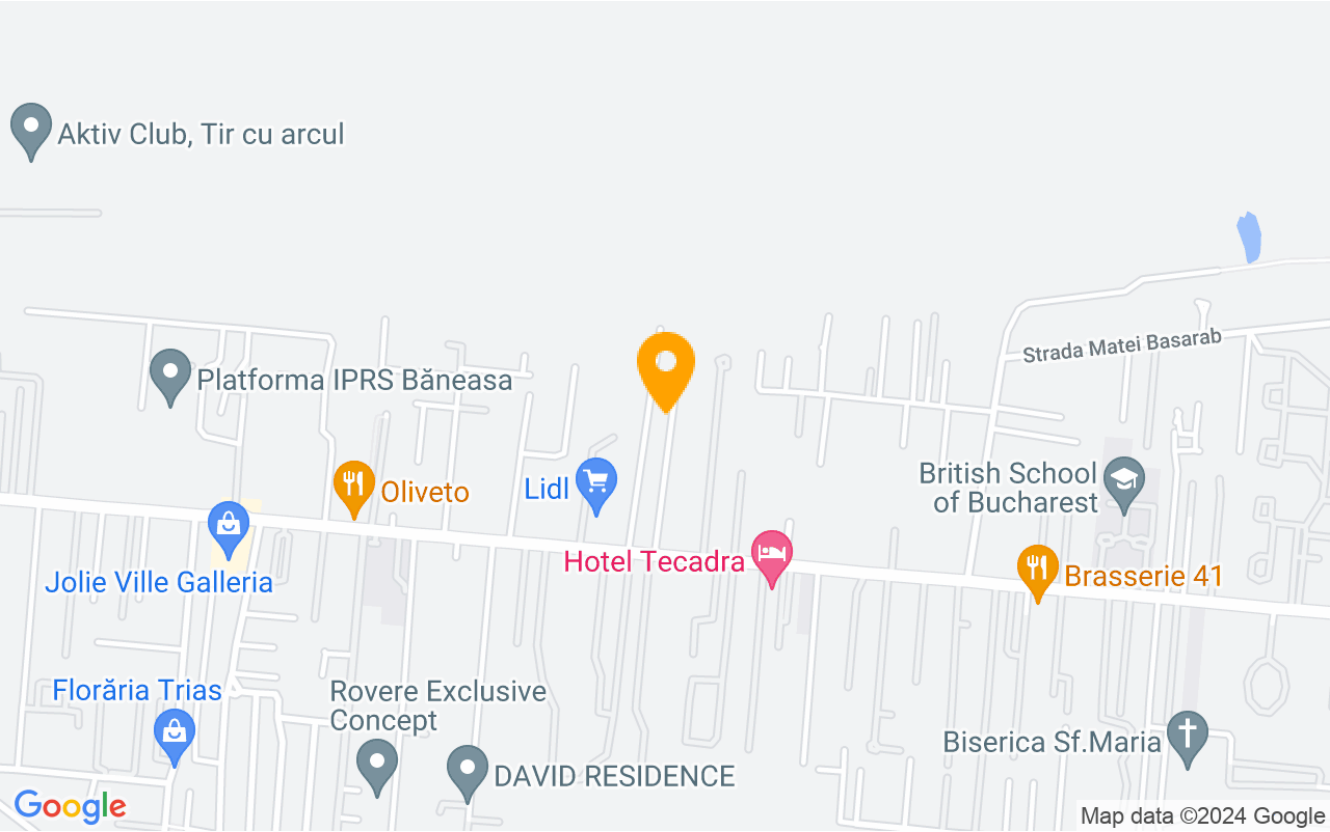 Aktiv Club, Tir cu arcul
Strada Matei Basarab
Platforma IPRS Băneasa
British School
of Bucharest
Oliveto
Lidl
Hotel Tecadra
Jolie Ville Galleria
Brasserie 41
Florăria Trias
Rovere Exclusive
Concept
Biserica Sf.Maria
DAVID RESIDENCE
Google
Map data ©2024 Google